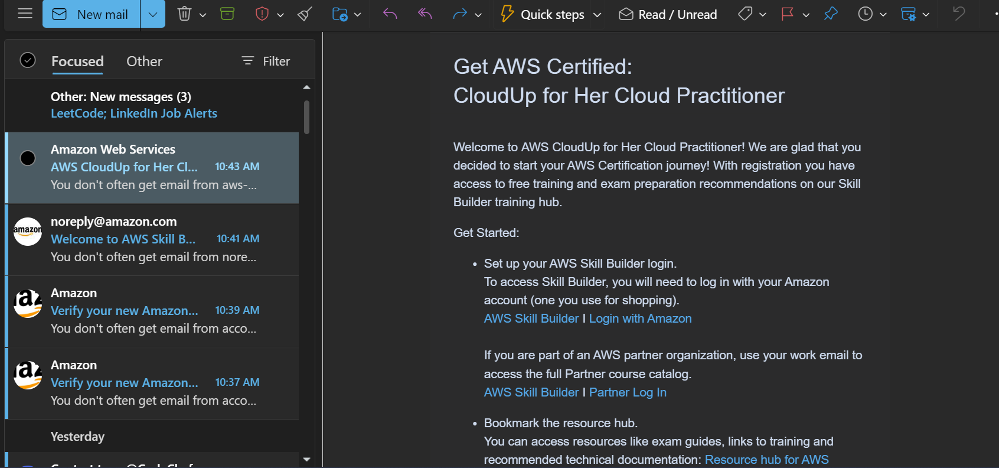 New mail
Quick steps
Read / Unread
Focused
Other
Filter
Other: New messages (3)
LeetCode; LinkedIn Job Alerts
Amazon Web Services
AWS CloudUp for Her Cl...
10:43 AM
You don't often get email from aws-...
amazon
noreply@amazon.com
Welcome to AWS Skill B...
10:41 AM
You don't often get email from nore...
Amazon
Verify your new Amazon...
10:39 AM
You don't often get email from acco...
Amazon
Verify your new Amazon...
10:37 AM
You don't often get email from acco...
Yesterday
Get AWS Certified:
CloudUp for Her Cloud Practitioner
Welcome to AWS CloudUp for Her Cloud Practitioner! We are glad that you
decided to start your AWS Certification journey! With registration you have
access to free training and exam preparation recommendations on our Skill
Builder training hub.
Get Started:
• Set up your AWS Skill Builder login.
To access Skill Builder, you will need to log in with your Amazon
account (one you use for shopping).
AWS Skill Builder | Login with Amazon
If you are part of an AWS partner organization, use your work email to
access the full Partner course catalog.
AWS Skill Builder | Partner Log In
• Bookmark the resource hub.
You can access resources like exam guides, links to training and
recommended technical documentation: Resource hub for AWS